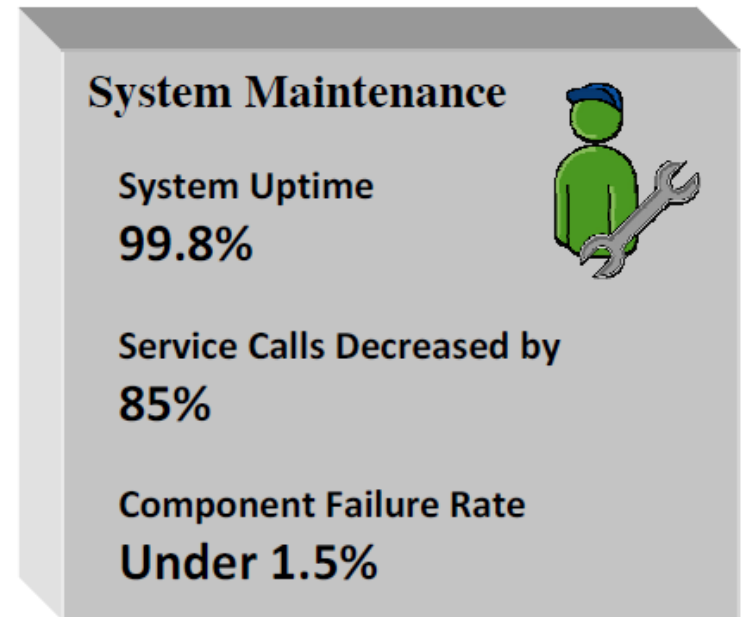 System Maintenance
System Uptime
99.8%
Service Calls Decreased by
85%
Component Failure Rate
Under 1.5%